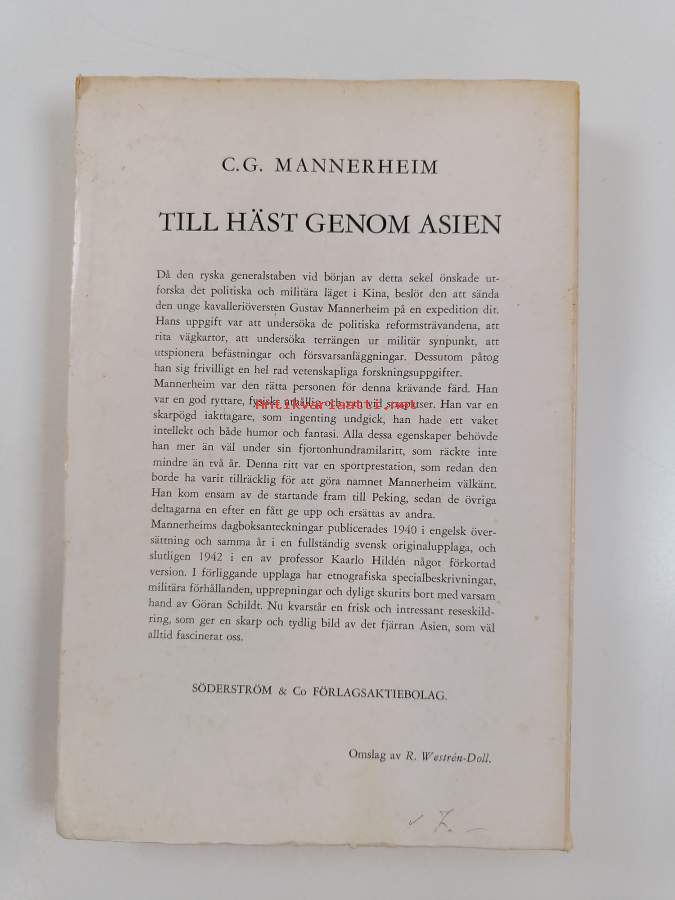 C.G. MANNERHEIM
TILL HÄST GENOM ASIEN
Då den ryska generalstaben vid början av detta sekel önskade ut-
forska det politiska och militära läget i Kina, beslöt den att sända
den unge kavalleriöversten Gustav Mannerheim på en expedition dit.
Hans uppgift var att undersöka de politiska reformsträvandena, att
rita vägkartor, att undersöka terrängen ur militär synpunkt, att
utspionera befästningar och försvarsanläggningar. Dessutom påtog
han sig frivilligt en hel rad vetenskapliga forskningsuppgifter.
Mannerheim var den rätta personen för denna krävande färd. Han
var en god ryttare, fysiskt uthållig och van vid strapatser. Han var en
Antikvariaatti.net
skarpögd iakttagare, som ingenting undgick, han hade ett vaket
intellekt och både humor och fantasi. Alla dessa egenskaper behövde
han mer än väl under sin fjortonhundramilaritt, som räckte inte
mindre än två år. Denna ritt var en sportprestation, som redan den
borde ha varit tillräcklig för att göra namnet Mannerheim välkänt.
Han kom ensam av de startande fram till Peking, sedan de övriga
deltagarna en efter en fått ge upp och ersättas av andra.
Mannerheims dagboksanteckningar publicerades 1940 i engelsk över-
sättning och samma år i en fullständig svensk originalupplaga, och
slutligen 1942 i en av professor Kaarlo Hildén något förkortad
version. I förliggande upplaga har etnografiska specialbeskrivningar,
militära förhållanden, upprepningar och dyligt skurits bort med varsam
hand av Göran Schildt. Nu kvarstår en frisk och intressant reseskild-
ring, som ger en skarp och tydlig bild av det fjärran Asien, som väl
alltid fascinerat oss.
SÖDERSTRÖM & Co FÖRLAGSAKTIEBOLAG.
Omslag av R. Westrén-Doll.
✓ 7.–